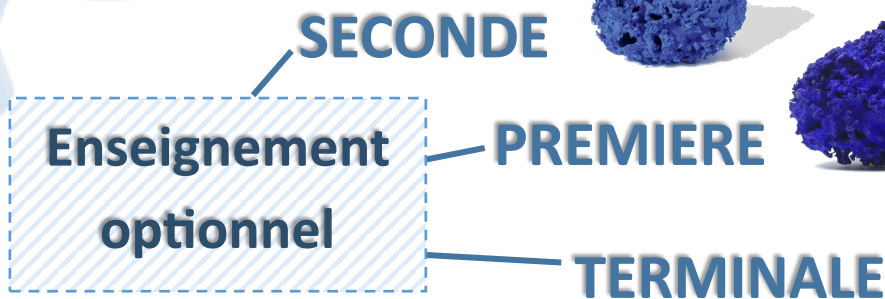 SECONDE
Enseignement
optionnel
PREMIERE
TERMINALE